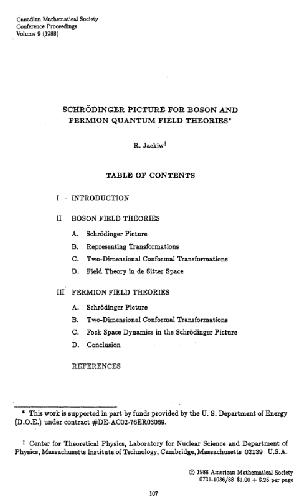 Canadian Mathematical Society
Conference Proceedings
Volume 9 (1988)
SCHRÖDINGER PICTURE FOR BOSON AND
FERMION QUANTUM FIELD THEORIES*
R. Jackiw†
TABLE OF CONTENTS
I - INTRODUCTION
II BOSON FIELD THEORIES
A. Schrödinger Picture
B. Representing Transformations
C. Two-Dimensional Conformal Transformations
D. Field Theory in de Sitter Space
III FERMION FIELD THEORIES
A. Schrödinger Picture
B. Two-Dimensional Conformal Transformations
C. Fock Space Dynamics in the Schrödinger Picture
D. Conclusion
REFERENCES
* This work is supported in part by funds provided by the U. S. Department of Energy
(D.O.E.) under contract #DE-AC02-76ER03069.
† Center for Theoretical Physics, Laboratory for Nuclear Science and Department of
Physics, Massachusetts Institute of Technology, Cambridge, Massachusetts 02139 U.S.A.
© 1988 American Mathematical Society
0731-1036/88 $1.00 + $.25 per page
107